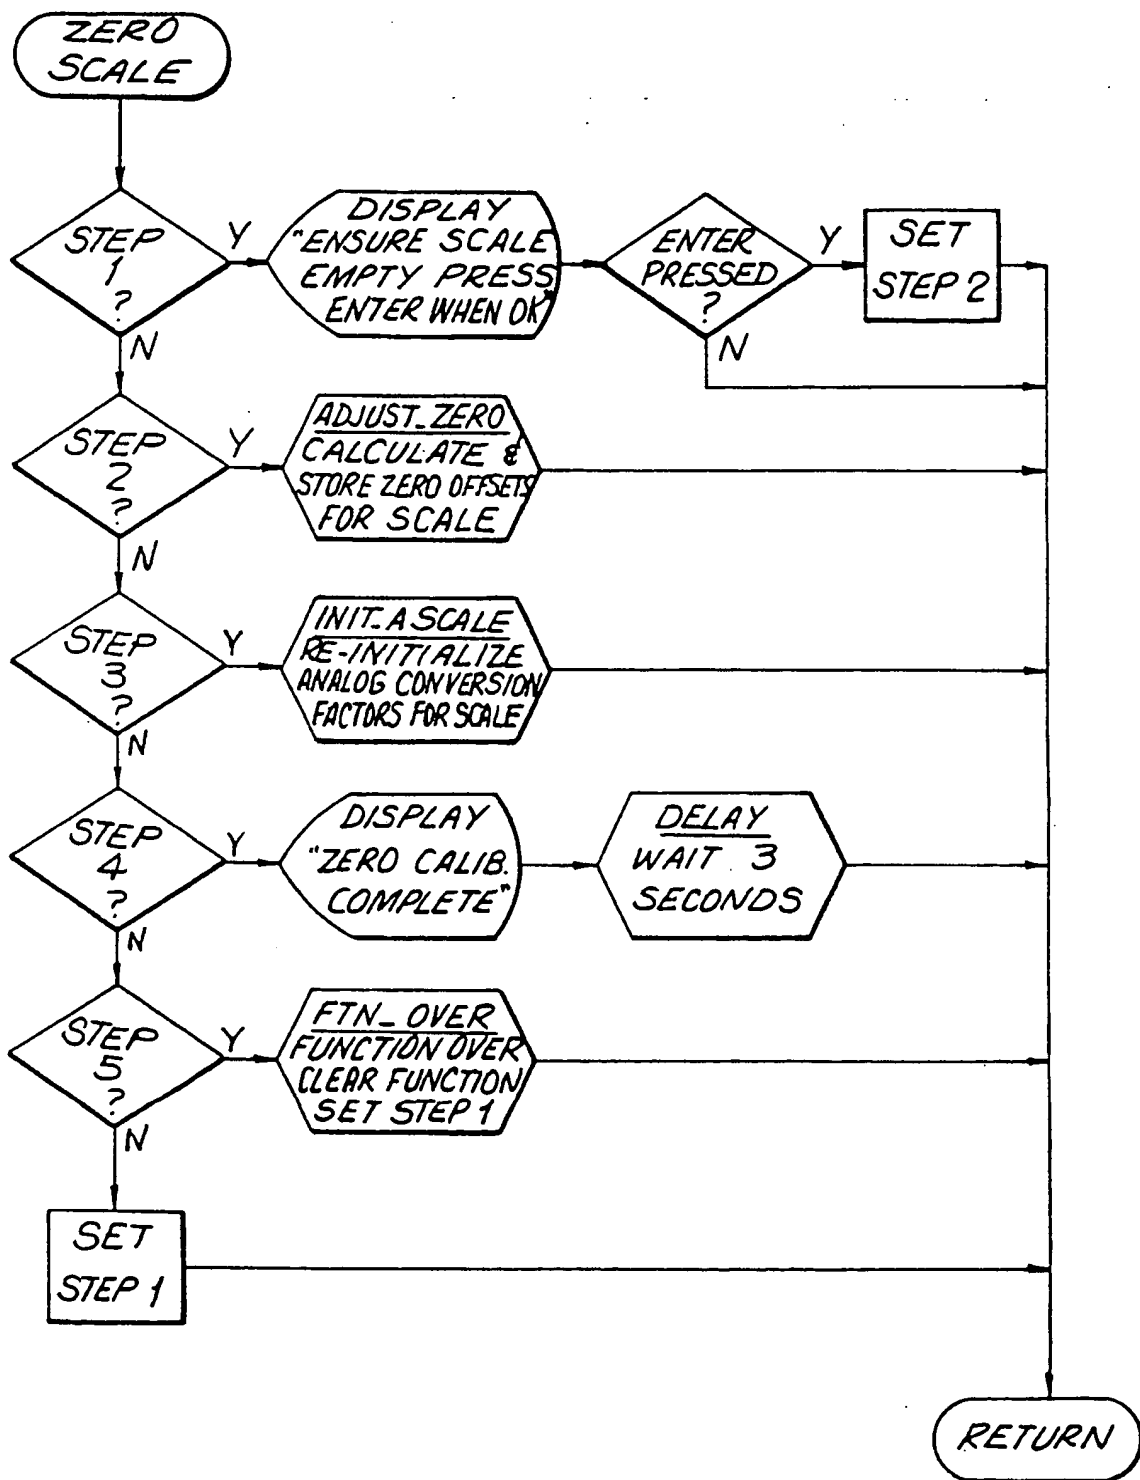 ZERO
SCALE
STEP
1
?
Y
DISPLAY
"ENSURE SCALE
EMPTY PRESS
ENTER WHEN OK"
ENTER
PRESSED
?
Y
SET
STEP 2
N
N
STEP
2
?
Y
ADJUST_ZERO
CALCULATE &
STORE ZERO OFFSETS
FOR SCALE
N
STEP
3
?
Y
INIT_A SCALE
RE-INITIALIZE
ANALOG CONVERSION
FACTORS FOR SCALE
N
STEP
4
?
Y
DISPLAY
"ZERO CALIB.
COMPLETE"
DELAY
WAIT 3
SECONDS
N
STEP
5
?
Y
FTN_OVER
FUNCTION OVER
CLEAR FUNCTION
SET STEP 1
N
SET
STEP 1
RETURN